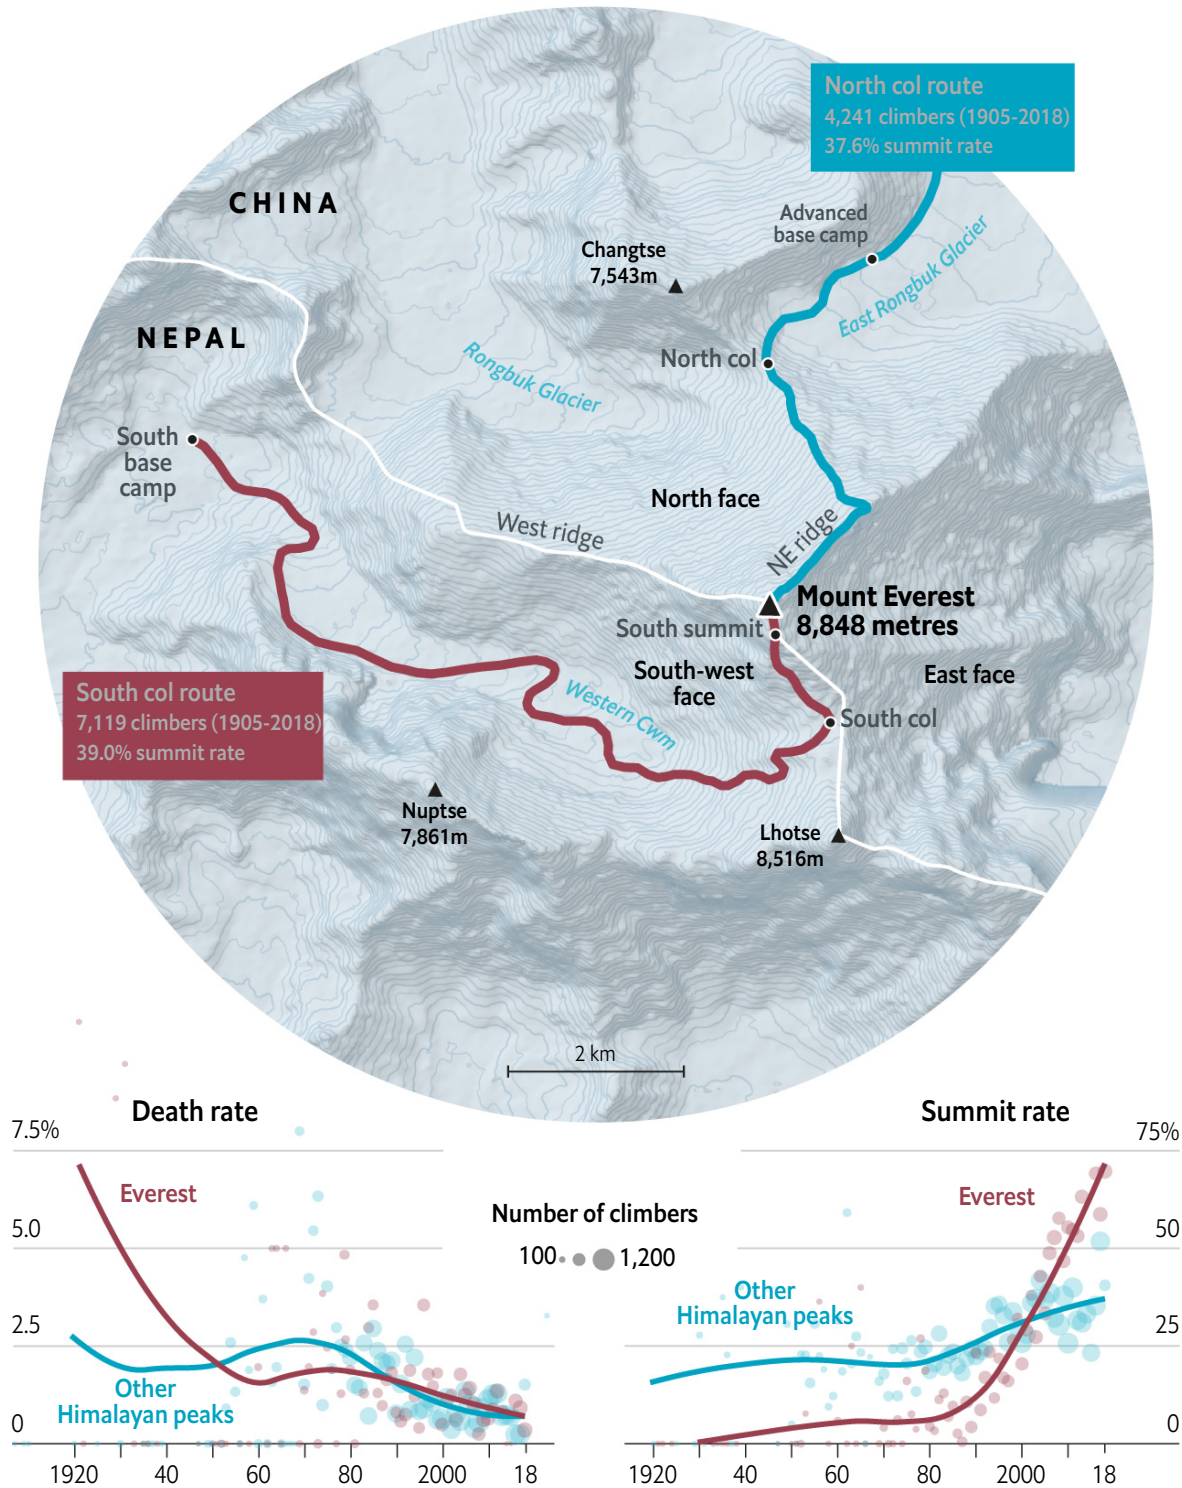 North col route
4,241 climbers (1905-2018)
37.6% summit rate
CHINA
Advanced
base camp
Changtse
7,543m
East Rongbuk Glacier
NEPAL
North col
Rongbuk Glacier
South
base
camp
North face
West ridge
NE ridge
Mount Everest
8,848 metres
South summit
South-west
face
East face
South col route
7,119 climbers (1905-2018)
39.0% summit rate
Western Cwm
South col
Nuptse
7,861m
Lhotse
8,516m
2 km
Death rate
7.5%
Everest
5.0
2.5
Other
Himalayan peaks
0
1920 40 60 80 2000 18
Number of climbers
100 1,200
Summit rate
75%
Everest
50
Other
Himalayan peaks
25
0
1920 40 60 80 2000 18